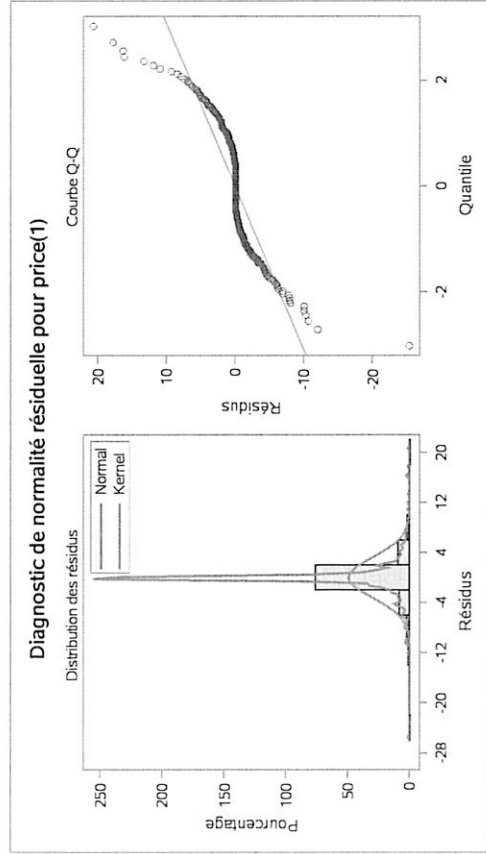 Diagnostic de normalité résiduelle pour price(1)
Distribution des résidus
Normal
Kernel
Pourcentage
250
200
150
100
50
0
-28
-20
-12
-4
4
12
20
Résidus
Courbe Q-Q
Résidus
20
10
0
-10
-20
-2
0
2
Quantile